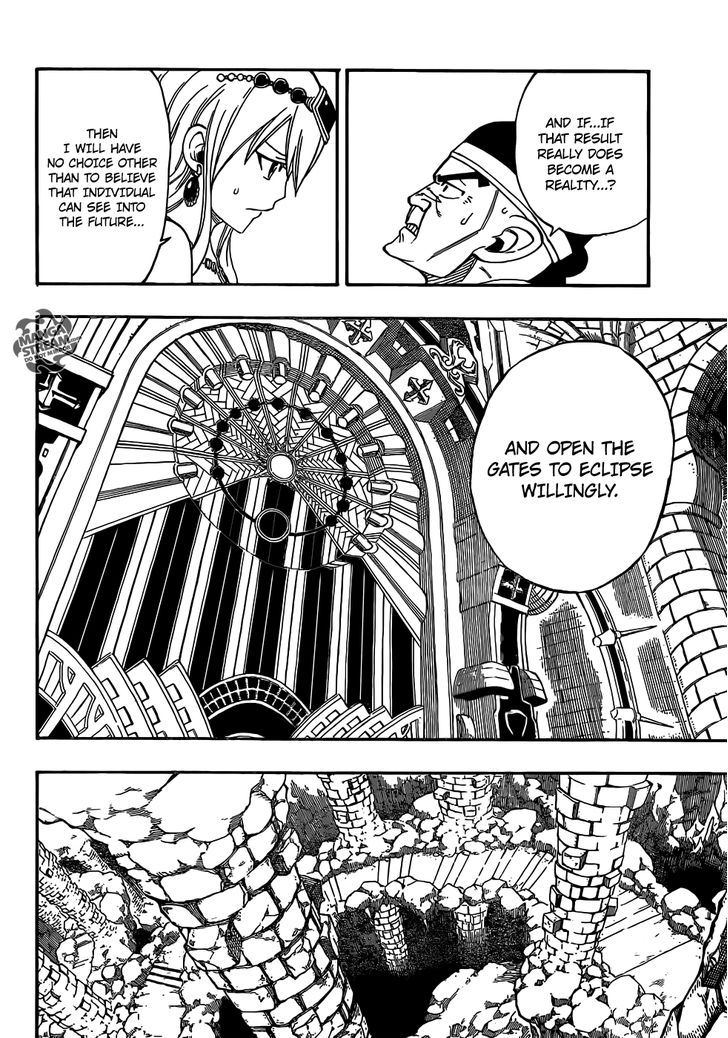 AND IF...IF
THAT RESULT
REALLY DOES
BECOME A
REALITY...?
THEN
I WILL HAVE
NO CHOICE OTHER
THAN TO BELIEVE
THAT INDIVIDUAL
CAN SEE INTO
THE FUTURE...
MANGA
STREAM
AND OPEN THE
GATES TO ECLIPSE
WILLINGLY.